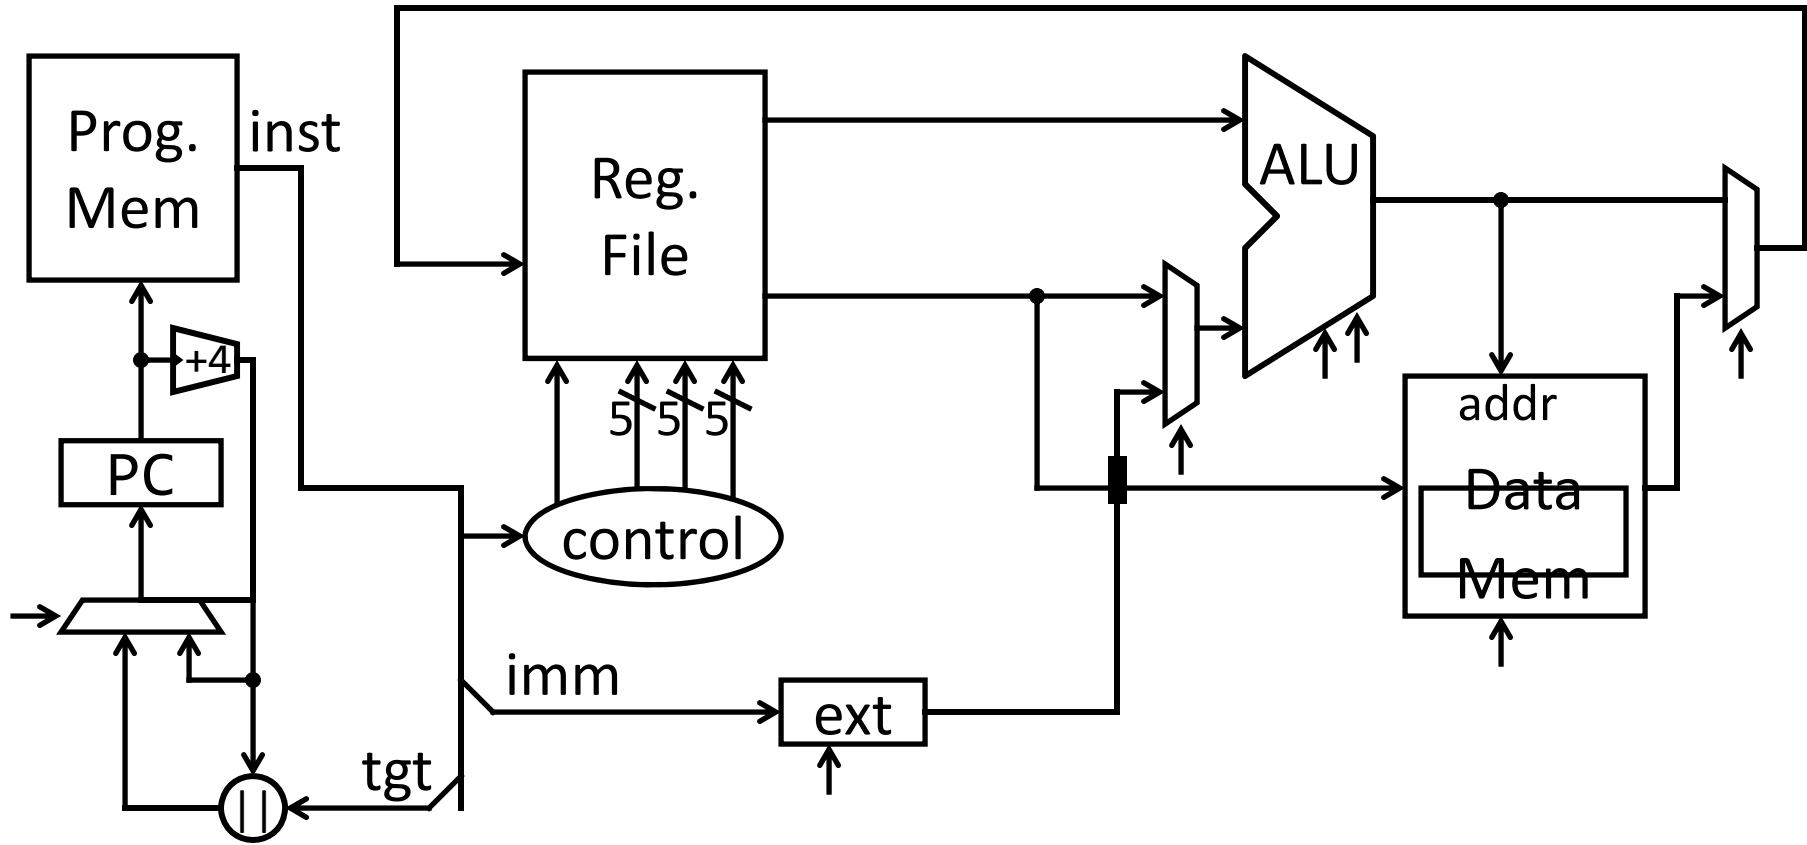 Prog.
Mem
inst
Reg.
File
ALU
+4
5
5
5
addr
PC
Data
control
Mem
imm
ext
tgt
||